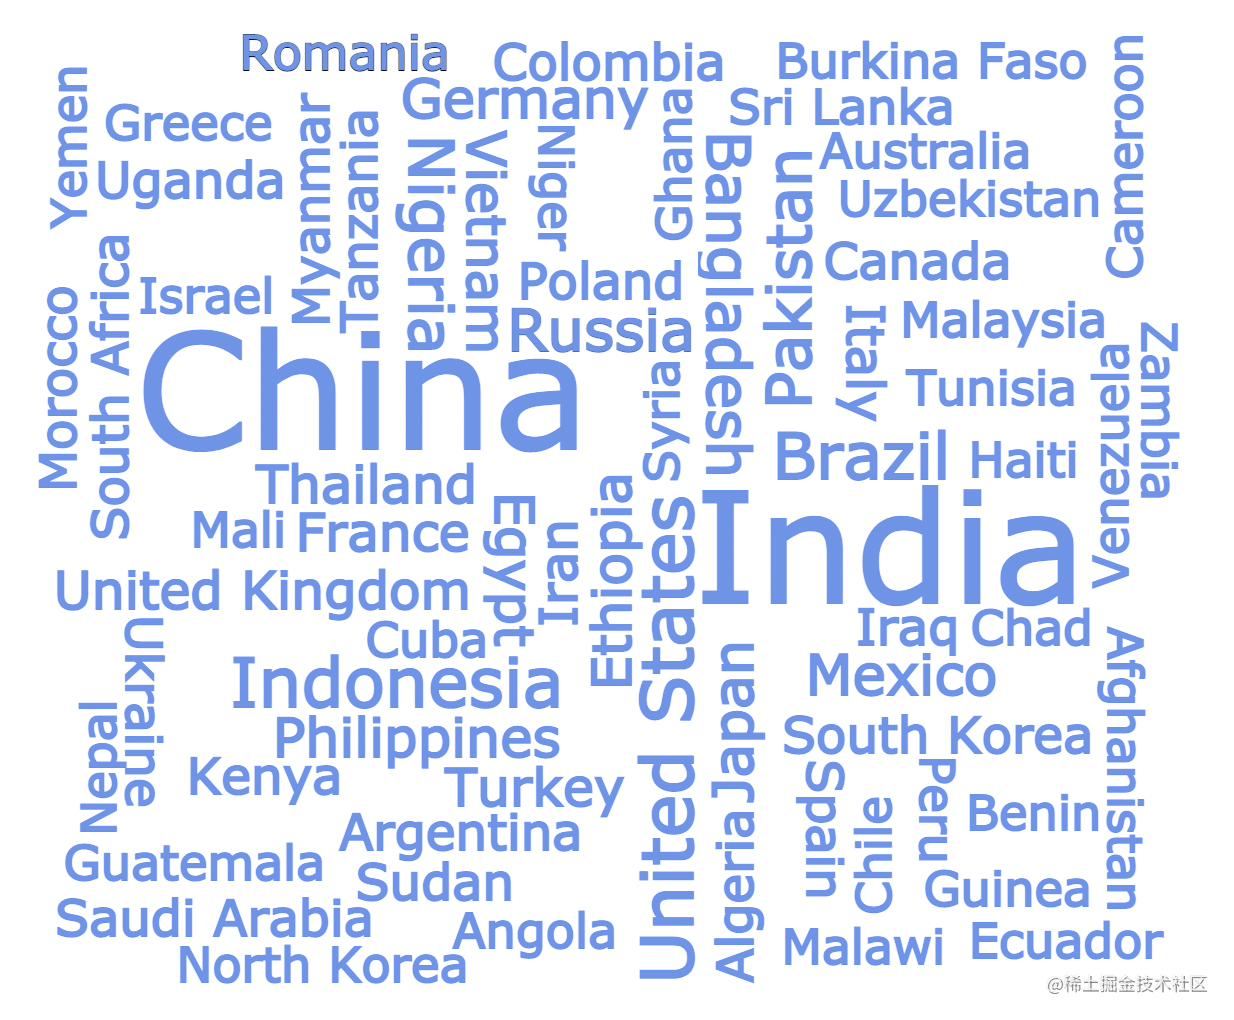 Romania
Colombia
Burkina Faso
Cameroon
Yemen
Greece
Myanmar
Tanzania
Germany
Ghana
Sri Lanka
Nigeria
Vietnam
Niger
Bangladesh
Pakistan
Australia
Uganda
Uzbekistan
South Africa
Israel
Poland
Canada
Morocco
Russia
Italy
Malaysia
Zambia
China
Syria
Tunisia
Venezuela
Brazil
Haiti
Thailand
Egypt
Ethiopia
India
Mali
France
Iran
United States
United Kingdom
Ukraine
Cuba
Iraq
Chad
Afghanistan
Indonesia
Japan
Mexico
Nepal
Philippines
South Korea
Kenya
Turkey
Spain
Peru
Chile
Benin
Argentina
Algeria
Guatemala
Sudan
Guinea
Saudi Arabia
Angola
Malawi
Ecuador
North Korea
@稀土掘金技术社区